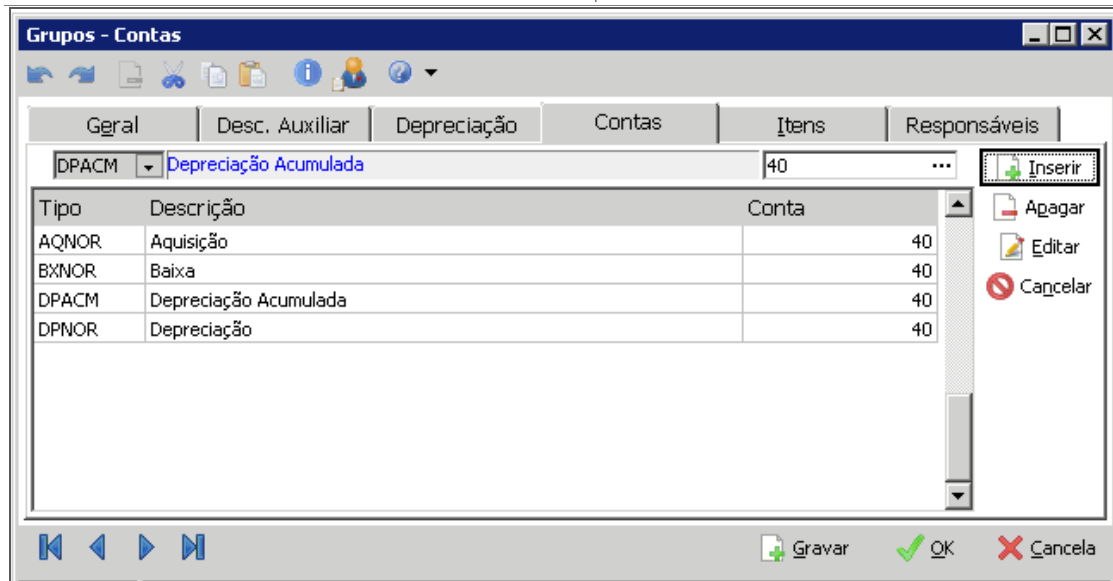 Grupos - Contas
Geral Desc. Auxiliar Depreciação Contas Itens Responsáveis
DPACM Depreciação Acumulada 40 ... Inserir
Tipo Descrição Conta Apagar
AQNOR Aquisição 40
Editar
BXNOR Baixa 40
Cancelar
DPACM Depreciação Acumulada 40
DPNOR Depreciação 40
Gravar OK Cancela